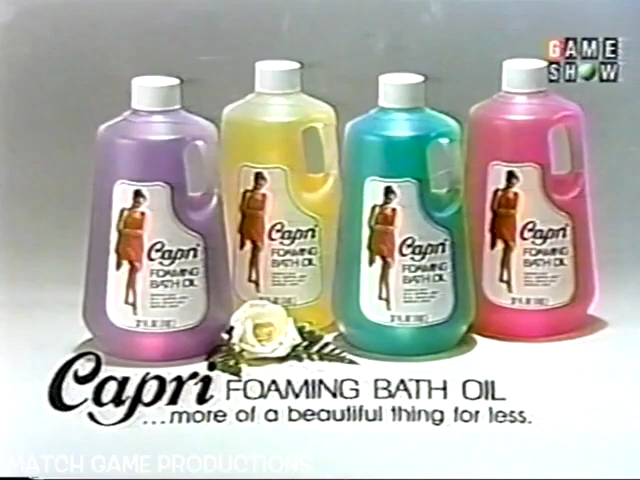 GAME
SHOW
Capri
FOAMING
BATH OIL
Capri
FOAMING
BATH OIL
Capri
FOAMING
BATH OIL
Capri
FOAMING
BATH OIL
Capri FOAMING BATH OIL
...more of a beautiful thing for less.
MATCH GAME PRODUCTIONS